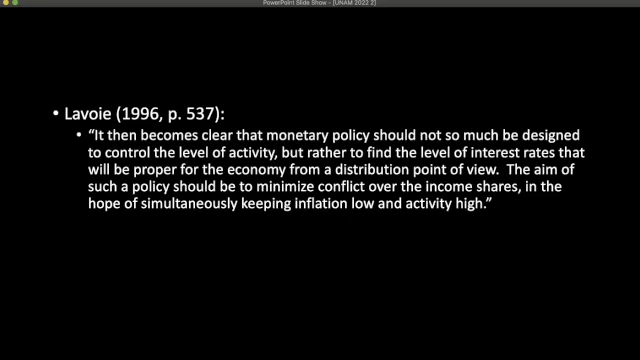 PowerPoint Slide Show - [UNAM 2022 2]
• Lavoie (1996, p. 537):
• “It then becomes clear that monetary policy should not so much be designed
to control the level of activity, but rather to find the level of interest rates that
will be proper for the economy from a distribution point of view.  The aim of
such a policy should be to minimize conflict over the income shares, in the
hope of simultaneously keeping inflation low and activity high.”